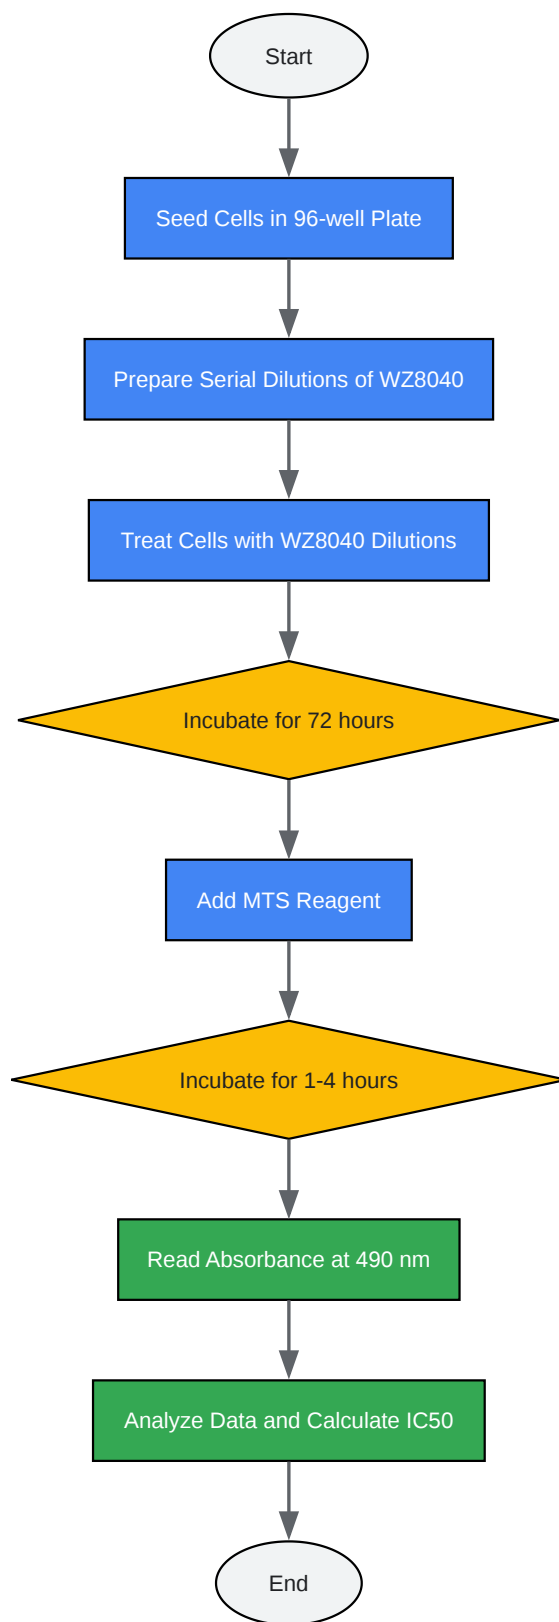 Start
Seed Cells in 96-well Plate
Prepare Serial Dilutions of WZ8040
Treat Cells with WZ8040 Dilutions
Incubate for 72 hours
Add MTS Reagent
Incubate for 1-4 hours
Read Absorbance at 490 nm
Analyze Data and Calculate IC50
End